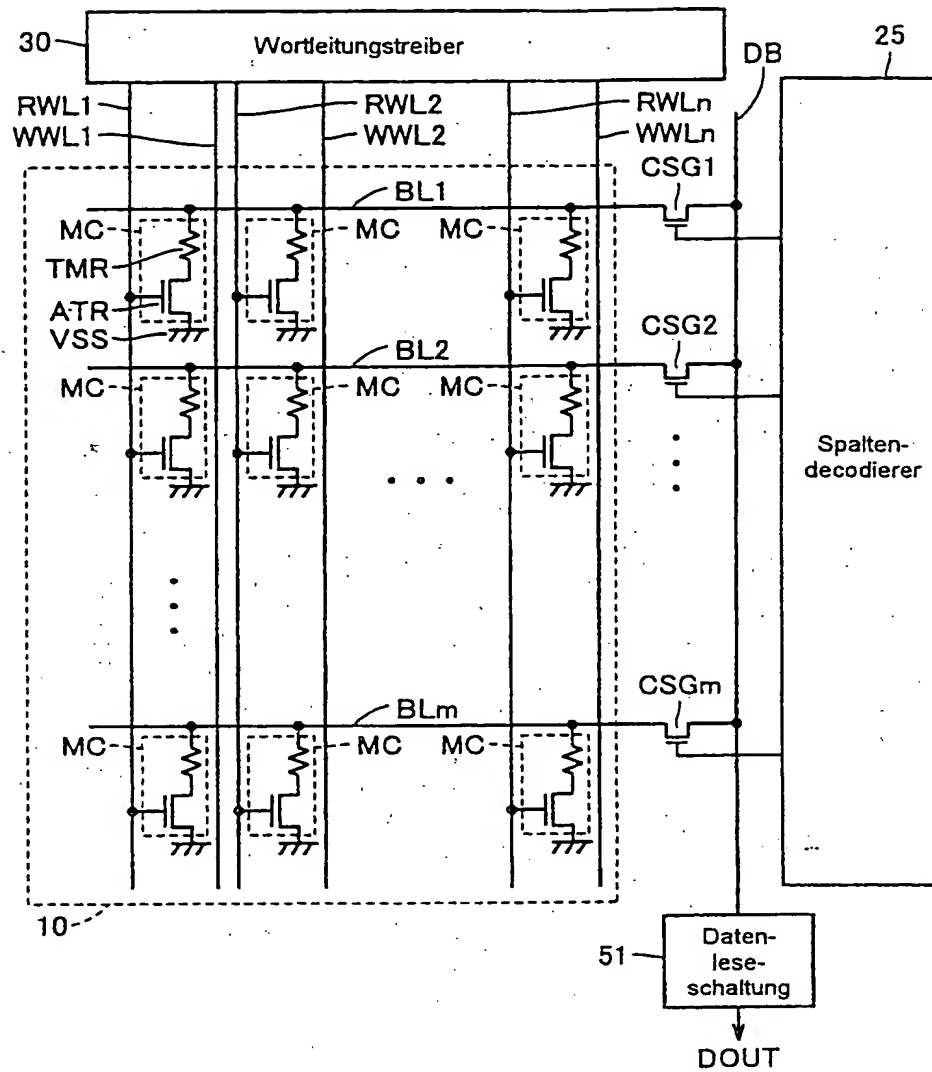 30
Wortleitungstreiber
DB
25
RWL1
RWL2
RWLn
WWL1
WWL2
WWLn
CSG1
BL1
MC
MC
MC
TMR
ATR
VSS
CSG2
BL2
MC
MC
MC
Spalten-
decodierer
CSGm
BLm
MC
MC
MC
10
51
Daten-
lese-
schaltung
DOUT